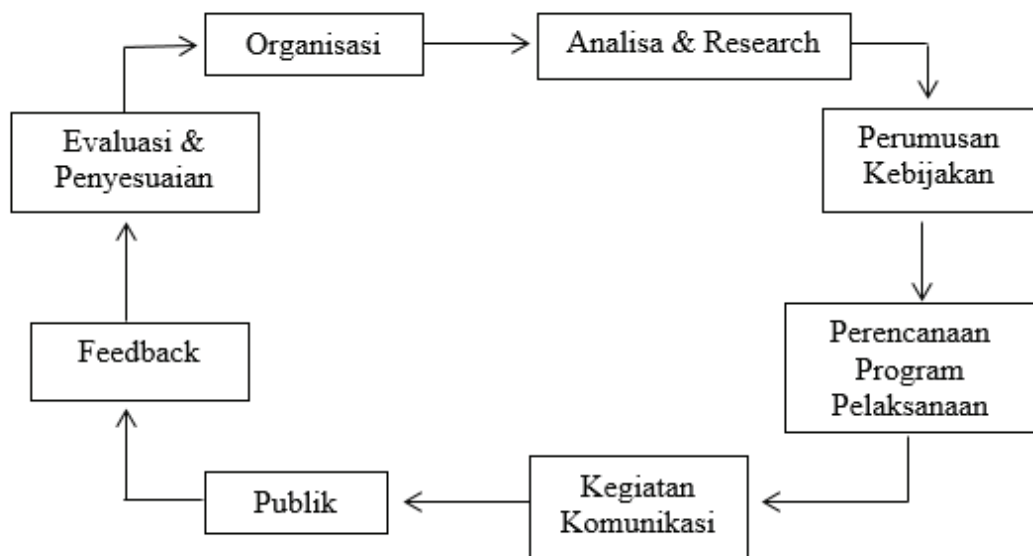 Organisasi
Analisa & Research
Perumusan
Kebijakan
Perencanaan
Program
Pelaksanaan
Kegiatan
Komunikasi
Publik
Feedback
Evaluasi &
Penyesuaian